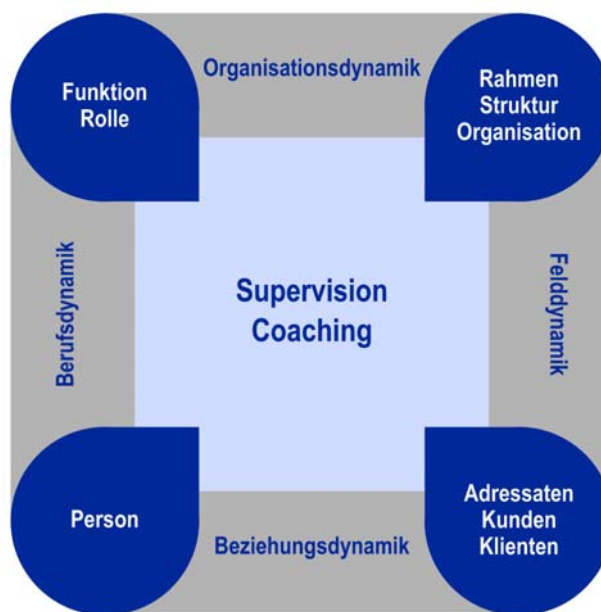 Funktion
Rolle
Organisationsdynamik
Rahmen
Struktur
Organisation
Berufsdynamik
Supervision
Coaching
Felddynamik
Person
Beziehungsdynamik
Adressaten
Kunden
Klienten